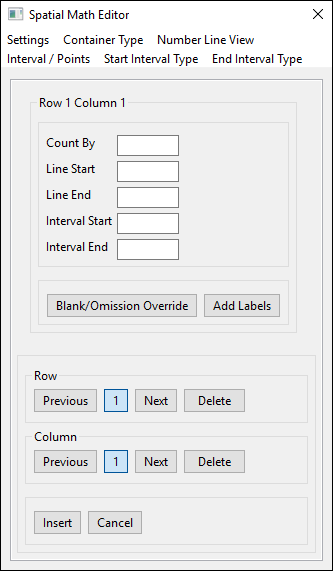 Spatial Math Editor
Settings Container Type Number Line View
Interval / Points Start Interval Type End Interval Type
Row 1 Column 1
Count By
Line Start
Line End
Interval Start
Interval End
Blank/Omission Override Add Labels
Row
Previous 1 Next Delete
Column
Previous 1 Next Delete
Insert Cancel